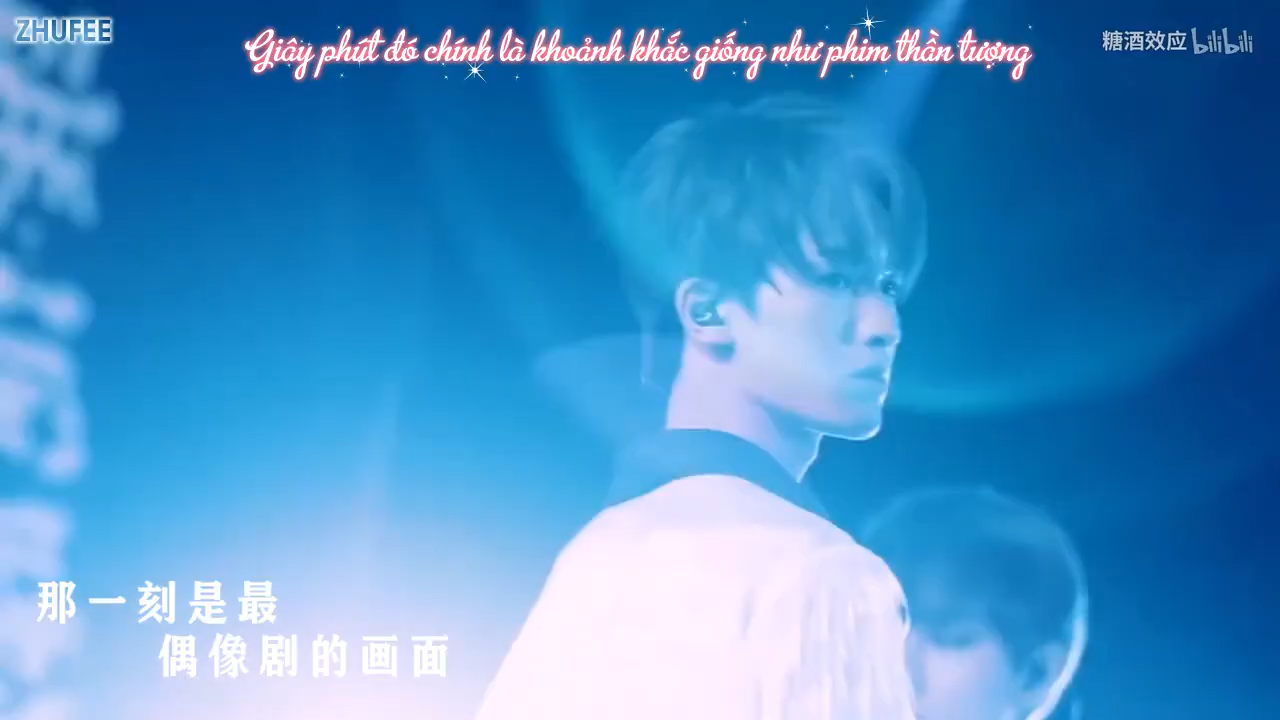 ZHUFEE
Giây phút đó chính là khoảnh khắc giống như phim thần tượng
糖酒效应 bilibili
那一刻是最
偶像剧的画面